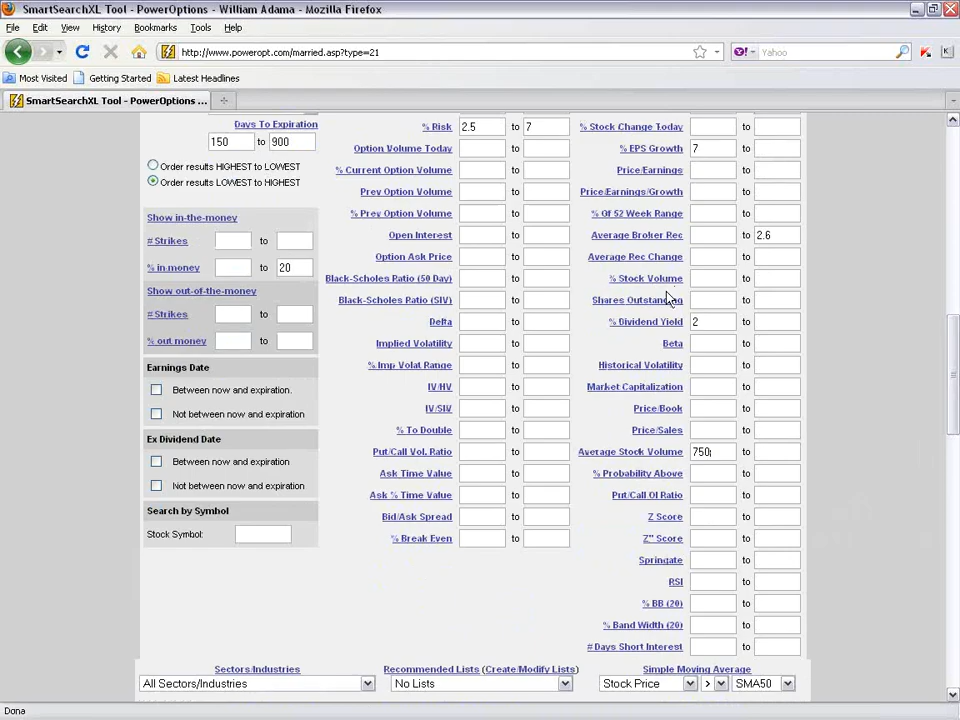 SmartSearchXL Tool - PowerOptions - William Adama - Mozilla Firefox
File Edit View History Bookmarks Tools Help
http://www.poweropt.com/married.asp?type=21
Yahoo
Most Visited Getting Started Latest Headlines
SmartSearchXL Tool - PowerOptions ...
Days To Expiration
150 to 900
Order results HIGHEST to LOWEST
Order results LOWEST to HIGHEST
Show in-the-money
# Strikes to
% in money to 20
Show out-of-the-money
# Strikes to
% out money to
Earnings Date
Between now and expiration.
Not between now and expiration
Ex Dividend Date
Between now and expiration
Not between now and expiration
Search by Symbol
Stock Symbol:
% Risk 2.5 to 7
Option Volume Today to
% Current Option Volume to
Prev Option Volume to
% Prev Option Volume to
Open Interest to
Option Ask Price to
Black-Scholes Ratio (50 Day) to
Black-Scholes Ratio (SIV) to
Delta to
Implied Volatility to
% Imp Volat Range to
IV/HV to
IV/SIV to
% To Double to
Put/Call Vol. Ratio to
Ask Time Value to
Ask % Time Value to
Bid/Ask Spread to
% Break Even to
% Stock Change Today to
% EPS Growth 7 to
Price/Earnings to
Price/Earnings/Growth to
% Of 52 Week Range to
Average Broker Rec to 2.6
Average Rec Change to
% Stock Volume to
Shares Outstanding to
% Dividend Yield 2 to
Beta to
Historical Volatility to
Market Capitalization to
Price/Book to
Price/Sales to
Average Stock Volume 750 to
% Probability Above to
Put/Call OI Ratio to
Z Score to
Z" Score to
Springate to
RSI to
% BB (20) to
% Band Width (20) to
# Days Short Interest to
Sectors/Industries
All Sectors/Industries
Recommended Lists (Create/Modify Lists)
No Lists
Simple Moving Average
Stock Price > SMA50
Done